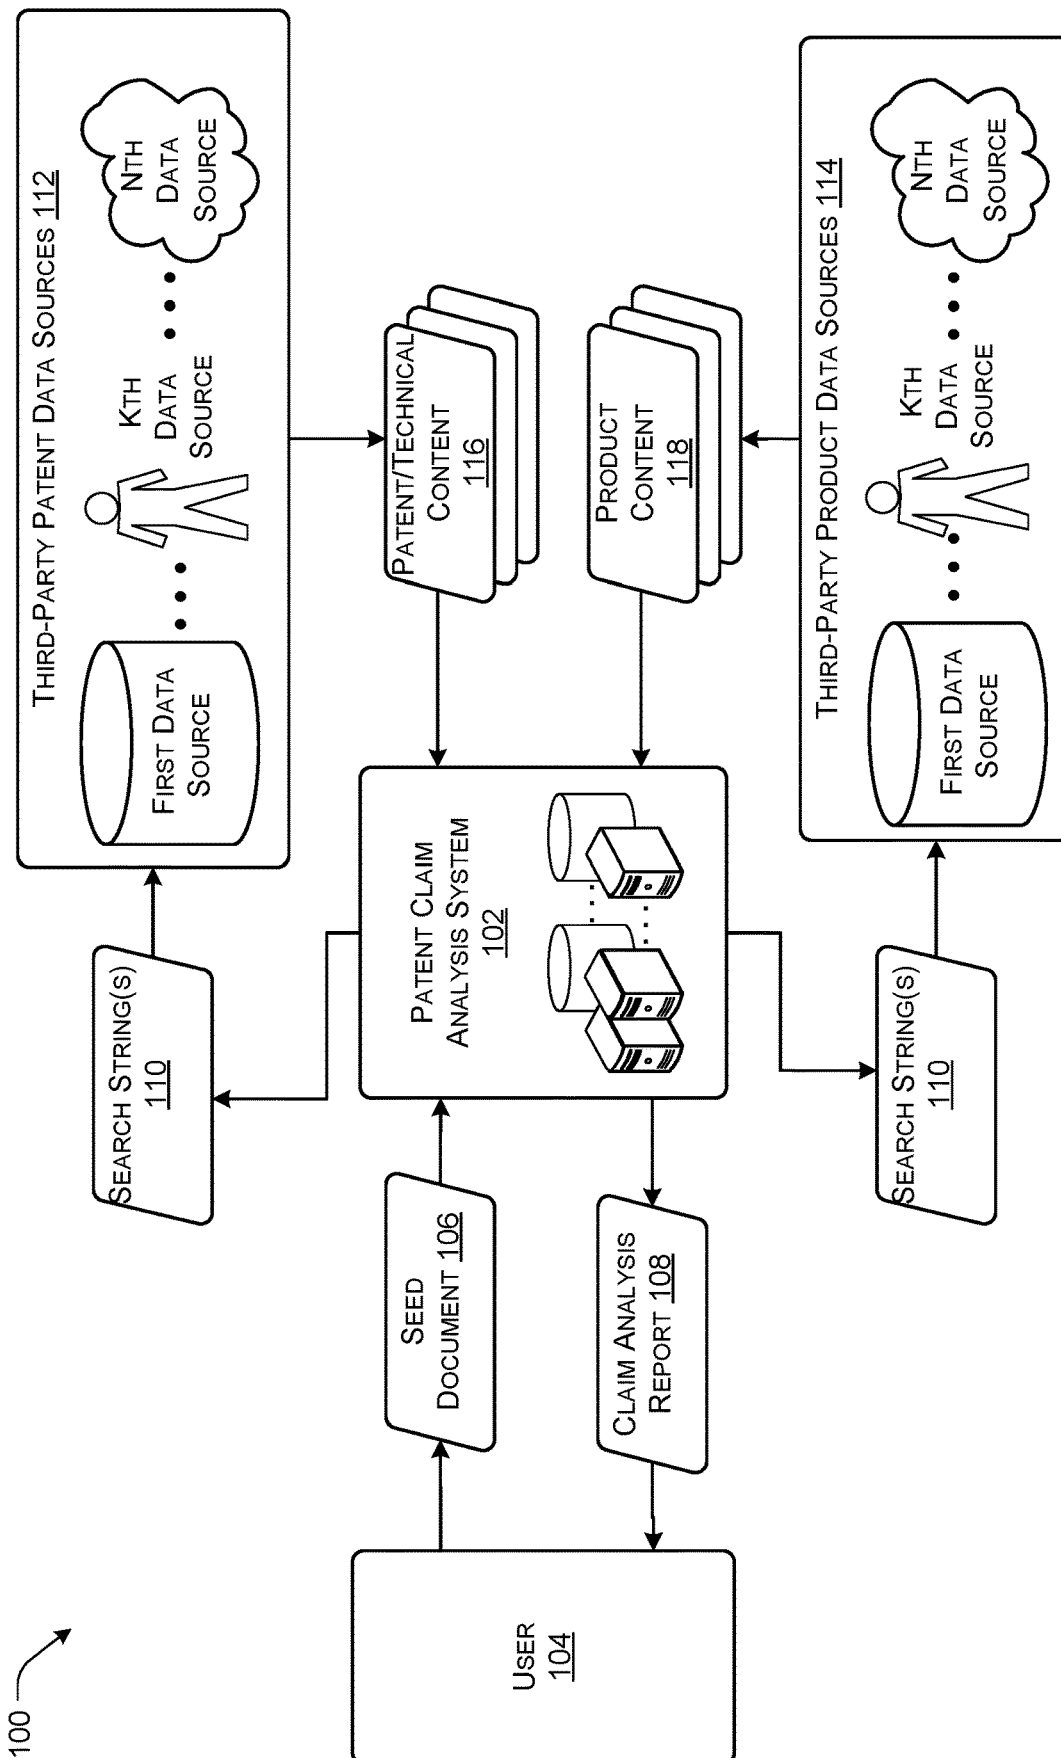 100
THIRD-PARTY PATENT DATA SOURCES 112
FIRST DATA
SOURCE
KTH
DATA
SOURCE
NTH
DATA
SOURCE
SEARCH STRING(S)
110
PATENT/TECHNICAL
CONTENT
116
USER
104
SEED
DOCUMENT 106
CLAIM ANALYSIS
REPORT 108
PATENT CLAIM
ANALYSIS SYSTEM
102
PRODUCT
CONTENT
118
SEARCH STRING(S)
110
THIRD-PARTY PRODUCT DATA SOURCES 114
FIRST DATA
SOURCE
KTH
DATA
SOURCE
NTH
DATA
SOURCE